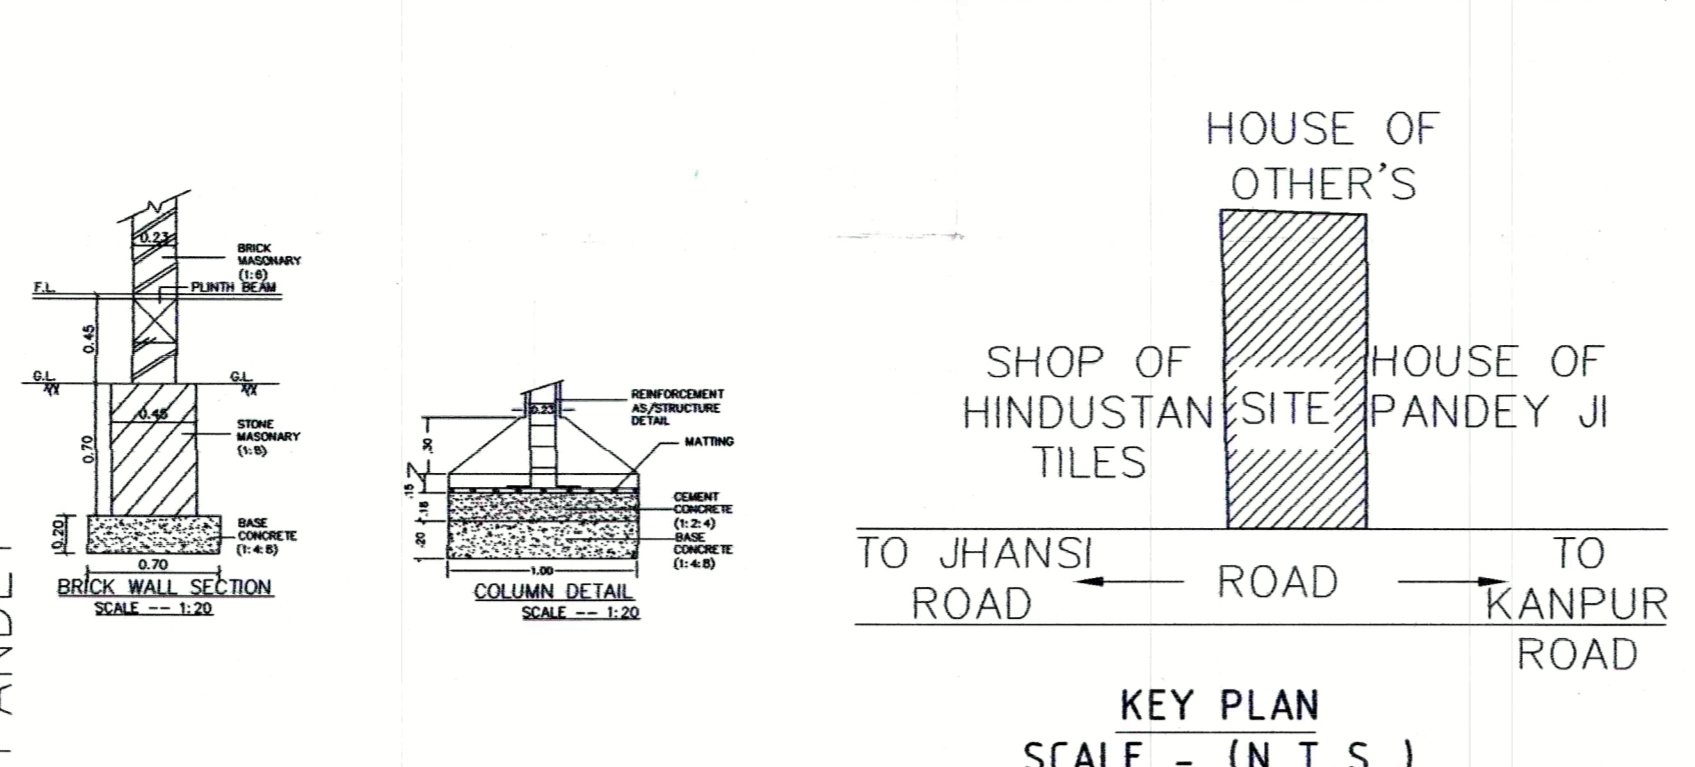 0.23
BRICK
MASONARY
(1:6)
F.L.
PLINTH BEAM
0.45
G.L.
G.L.
0.45
STONE
MASONARY
(1:8)
0.70
0.20
BASE
CONCRETE
(1:4:8)
0.70
BRICK WALL SECTION
SCALE -- 1:20
REINFORCEMENT
AS/STRUCTURE
DETAIL
0.23
MATTING
.30
.15
.15
.20
CEMENT
CONCRETE
(1:2:4)
BASE
CONCRETE
(1:4:8)
1.00
COLUMN DETAIL
SCALE -- 1:20
HOUSE OF
OTHER'S
SHOP OF
HINDUSTAN
TILES
SITE
HOUSE OF
PANDEY JI
TO JHANSI
ROAD
ROAD
TO
KANPUR
ROAD
KEY PLAN
SCALE - (N T S )